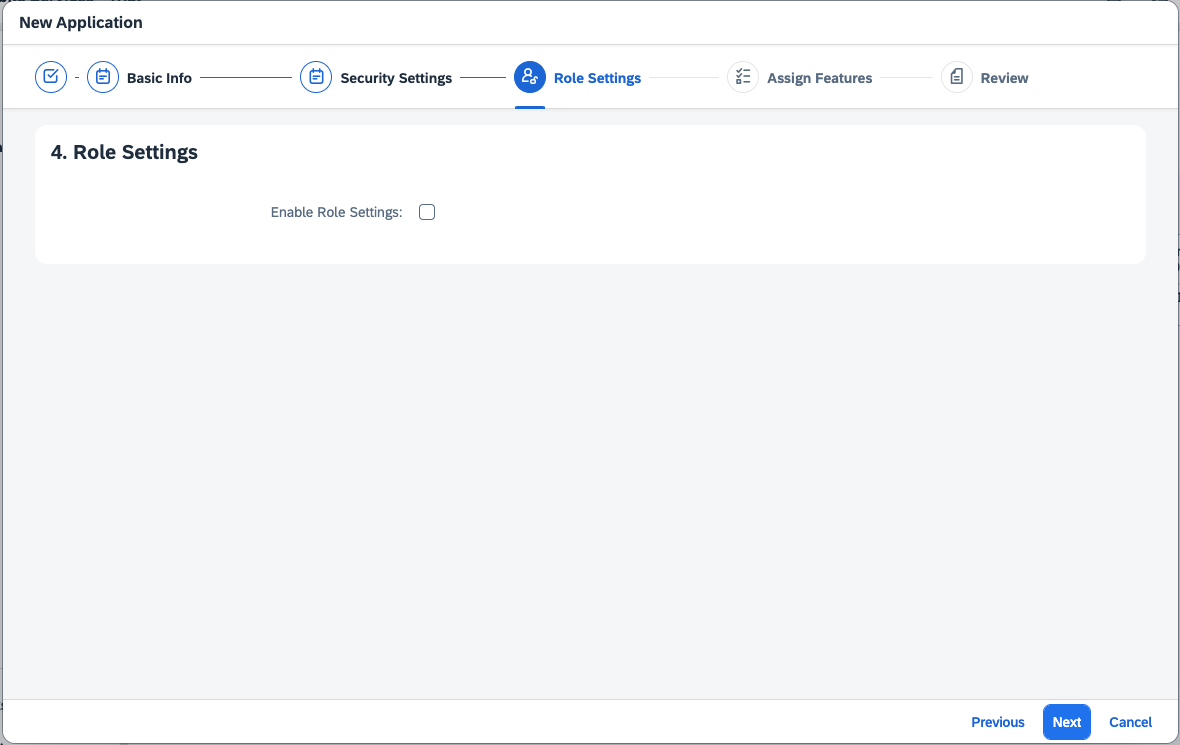 New Application
Basic Info
Security Settings
Role Settings
Assign Features
Review
4. Role Settings
Enable Role Settings:
Previous
Next
Cancel